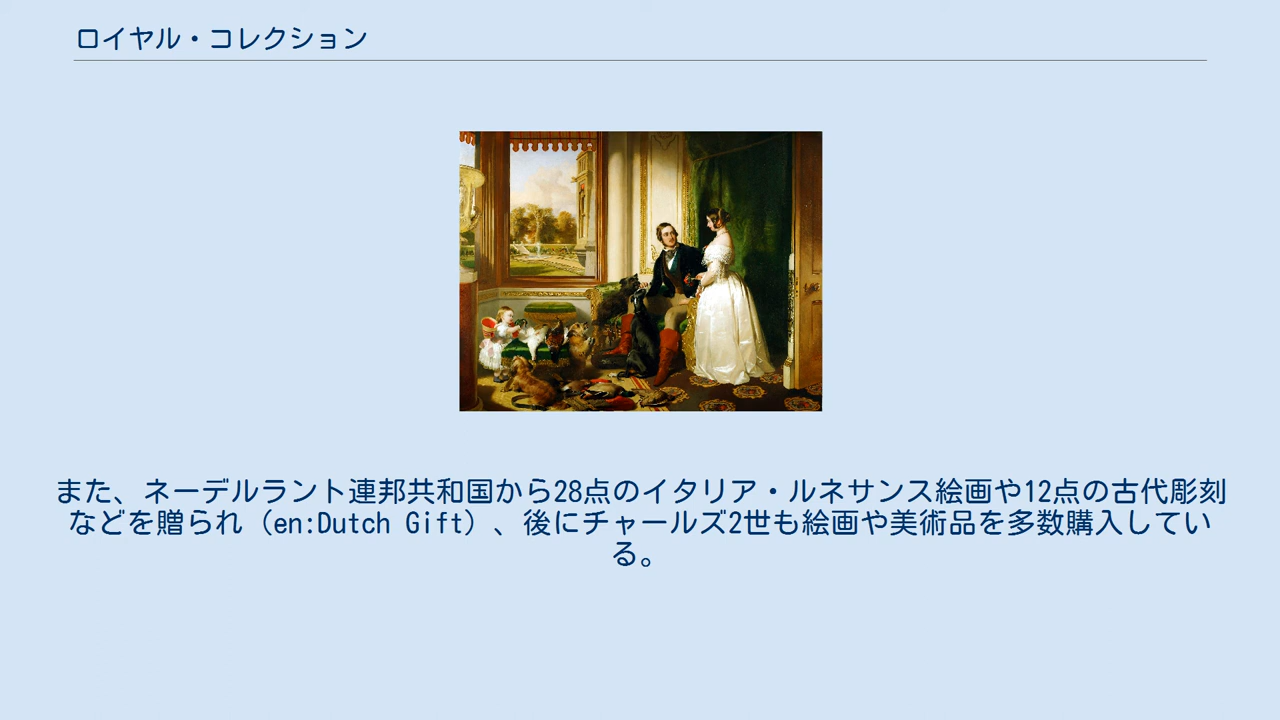 ロイヤル・コレクション
また、ネーデルラント連邦共和国から28点のイタリア・ルネサンス絵画や12点の古代彫刻
などを贈られ（en:Dutch Gift）、後にチャールズ2世も絵画や美術品を多数購入してい
る。